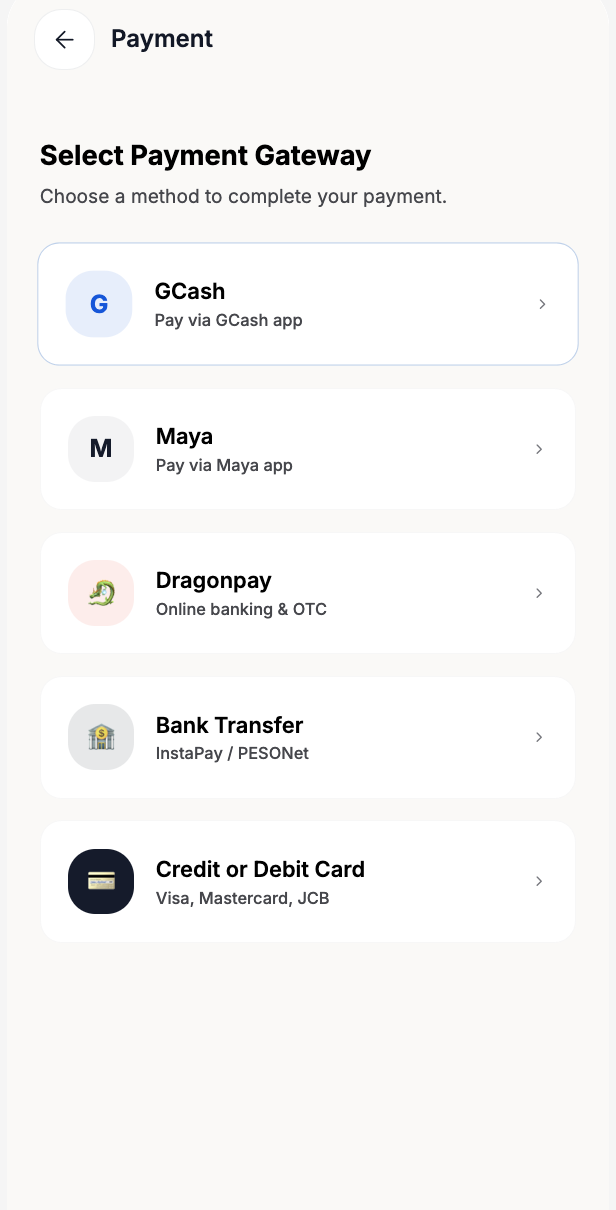 Payment
Select Payment Gateway
Choose a method to complete your payment.
G
GCash
Pay via GCash app
M
Maya
Pay via Maya app
Dragonpay
Online banking & OTC
Bank Transfer
InstaPay / PESONet
Credit or Debit Card
Visa, Mastercard, JCB